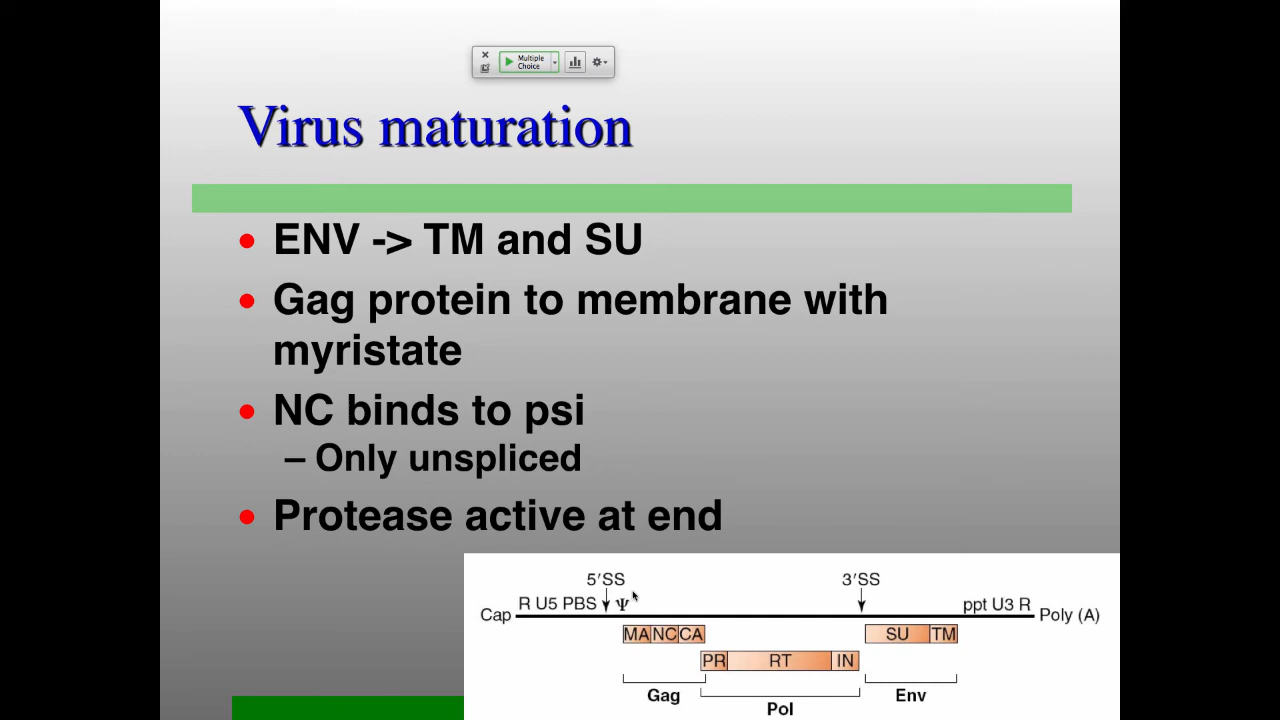 Multiple
Choice
Virus maturation
• ENV -> TM and SU
• Gag protein to membrane with
myristate
• NC binds to psi
– Only unspliced
• Protease active at end
5′SS 3′SS
R U5 PBS Ψ ppt U3 R
Cap Poly (A)
MA NC CA SU TM
PR RT IN
Gag Env
Pol